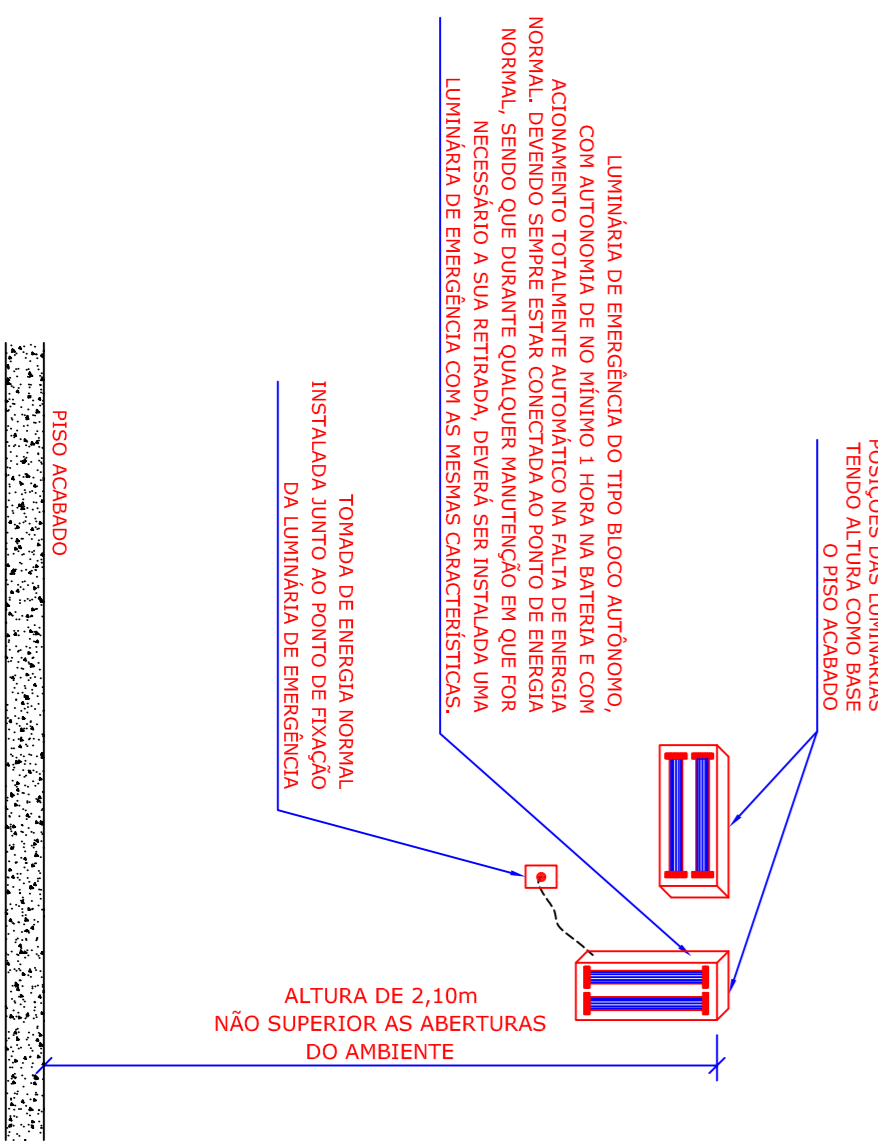 POSIÇÕES DAS LUMINÁRIAS
TENDO ALTURA COMO BASE
O PISO ACABADO
LUMINÁRIA DE EMERGÊNCIA DO TIPO BLOCO AUTÔNOMO,
COM AUTONOMIA DE NO MÍNIMO 1 HORA NA BATERIA E COM
ACIONAMENTO TOTALMENTE AUTOMÁTICO NA FALTA DE ENERGIA
NORMAL. DEVENDO SEMPRE ESTAR CONECTADA AO PONTO DE ENERGIA
NORMAL, SENDO QUE DURANTE QUALQUER MANUTENÇÃO EM QUE FOR
NECESSÁRIO A SUA RETIRADA, DEVERÁ SER INSTALADA UMA
LUMINÁRIA DE EMERGÊNCIA COM AS MESMAS CARACTERÍSTICAS.
TOMADA DE ENERGIA NORMAL
INSTALADA JUNTO AO PONTO DE FIXAÇÃO
DA LUMINÁRIA DE EMERGÊNCIA
PISO ACABADO
ALTURA DE 2,10m
NÃO SUPERIOR AS ABERTURAS
DO AMBIENTE